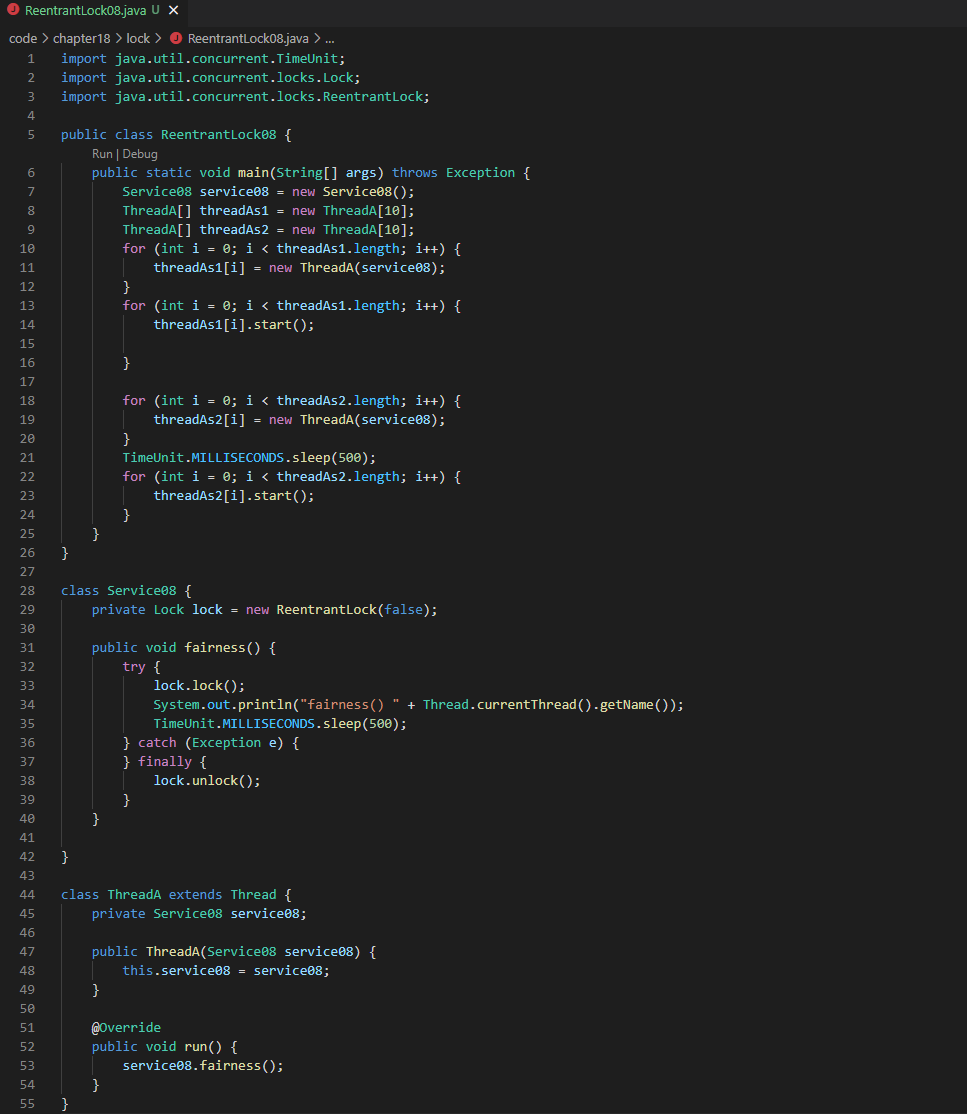 ReentrantLock08.java U ✕
code > chapter18 > lock > ReentrantLock08.java > ...
1 import java.util.concurrent.TimeUnit;
2 import java.util.concurrent.locks.Lock;
3 import java.util.concurrent.locks.ReentrantLock;
4
5 public class ReentrantLock08 {
Run | Debug
6     public static void main(String[] args) throws Exception {
7         Service08 service08 = new Service08();
8         ThreadA[] threadAs1 = new ThreadA[10];
9         ThreadA[] threadAs2 = new ThreadA[10];
10         for (int i = 0; i < threadAs1.length; i++) {
11             threadAs1[i] = new ThreadA(service08);
12         }
13         for (int i = 0; i < threadAs1.length; i++) {
14             threadAs1[i].start();
15
16         }
17
18         for (int i = 0; i < threadAs2.length; i++) {
19             threadAs2[i] = new ThreadA(service08);
20         }
21         TimeUnit.MILLISECONDS.sleep(500);
22         for (int i = 0; i < threadAs2.length; i++) {
23             threadAs2[i].start();
24         }
25     }
26 }
27
28 class Service08 {
29     private Lock lock = new ReentrantLock(false);
30
31     public void fairness() {
32         try {
33             lock.lock();
34             System.out.println("fairness() " + Thread.currentThread().getName());
35             TimeUnit.MILLISECONDS.sleep(500);
36         } catch (Exception e) {
37         } finally {
38             lock.unlock();
39         }
40     }
41
42 }
43
44 class ThreadA extends Thread {
45     private Service08 service08;
46
47     public ThreadA(Service08 service08) {
48         this.service08 = service08;
49     }
50
51     @Override
52     public void run() {
53         service08.fairness();
54     }
55 }